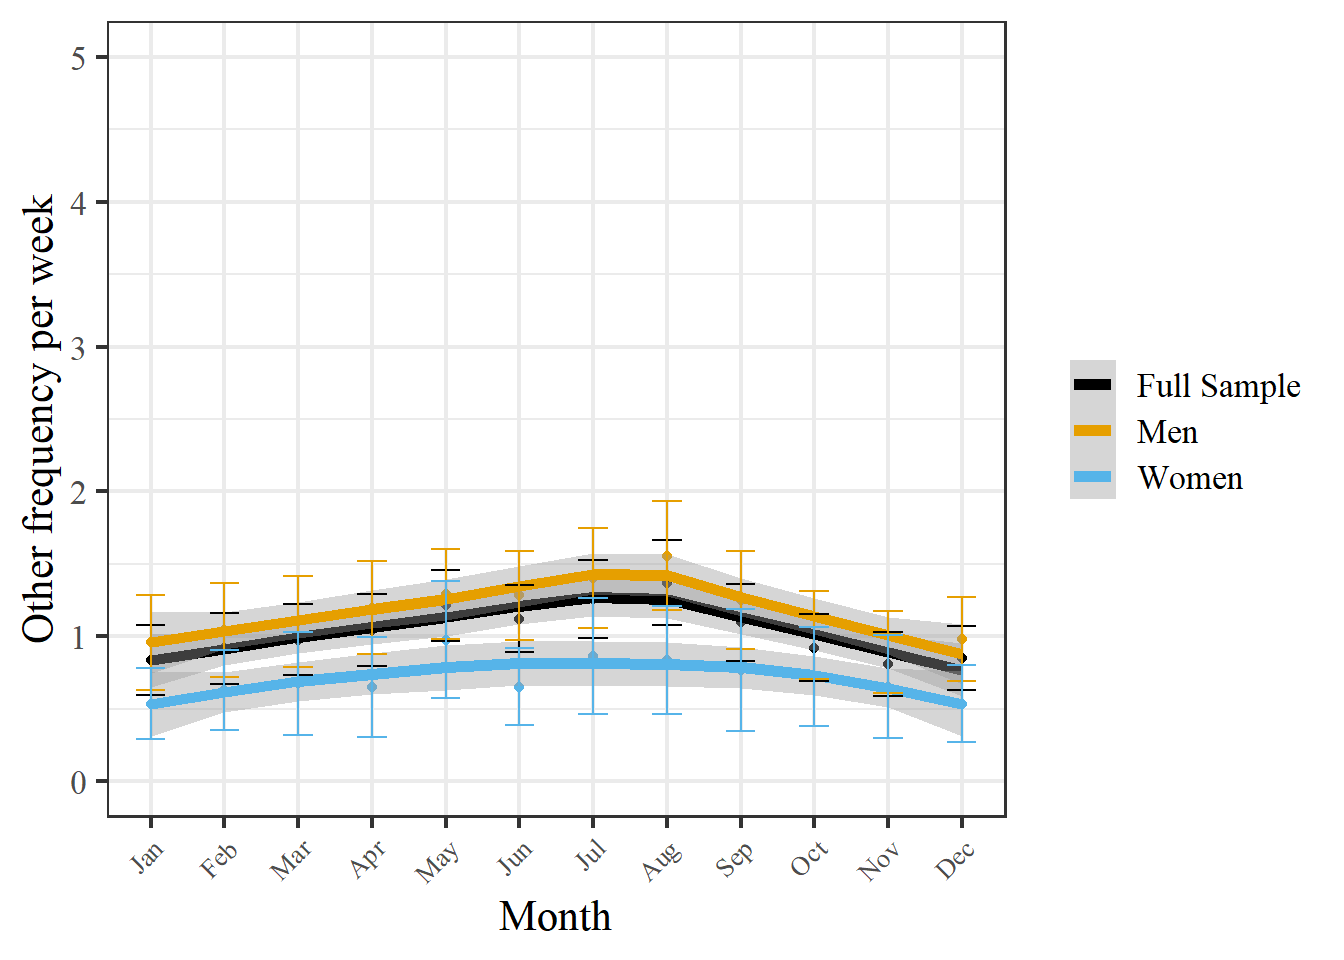 Other frequency per week
5
4
3
2
1
0
Jan
Feb
Mar
Apr
May
Jun
Jul
Aug
Sep
Oct
Nov
Dec
Month
Full Sample
Men
Women